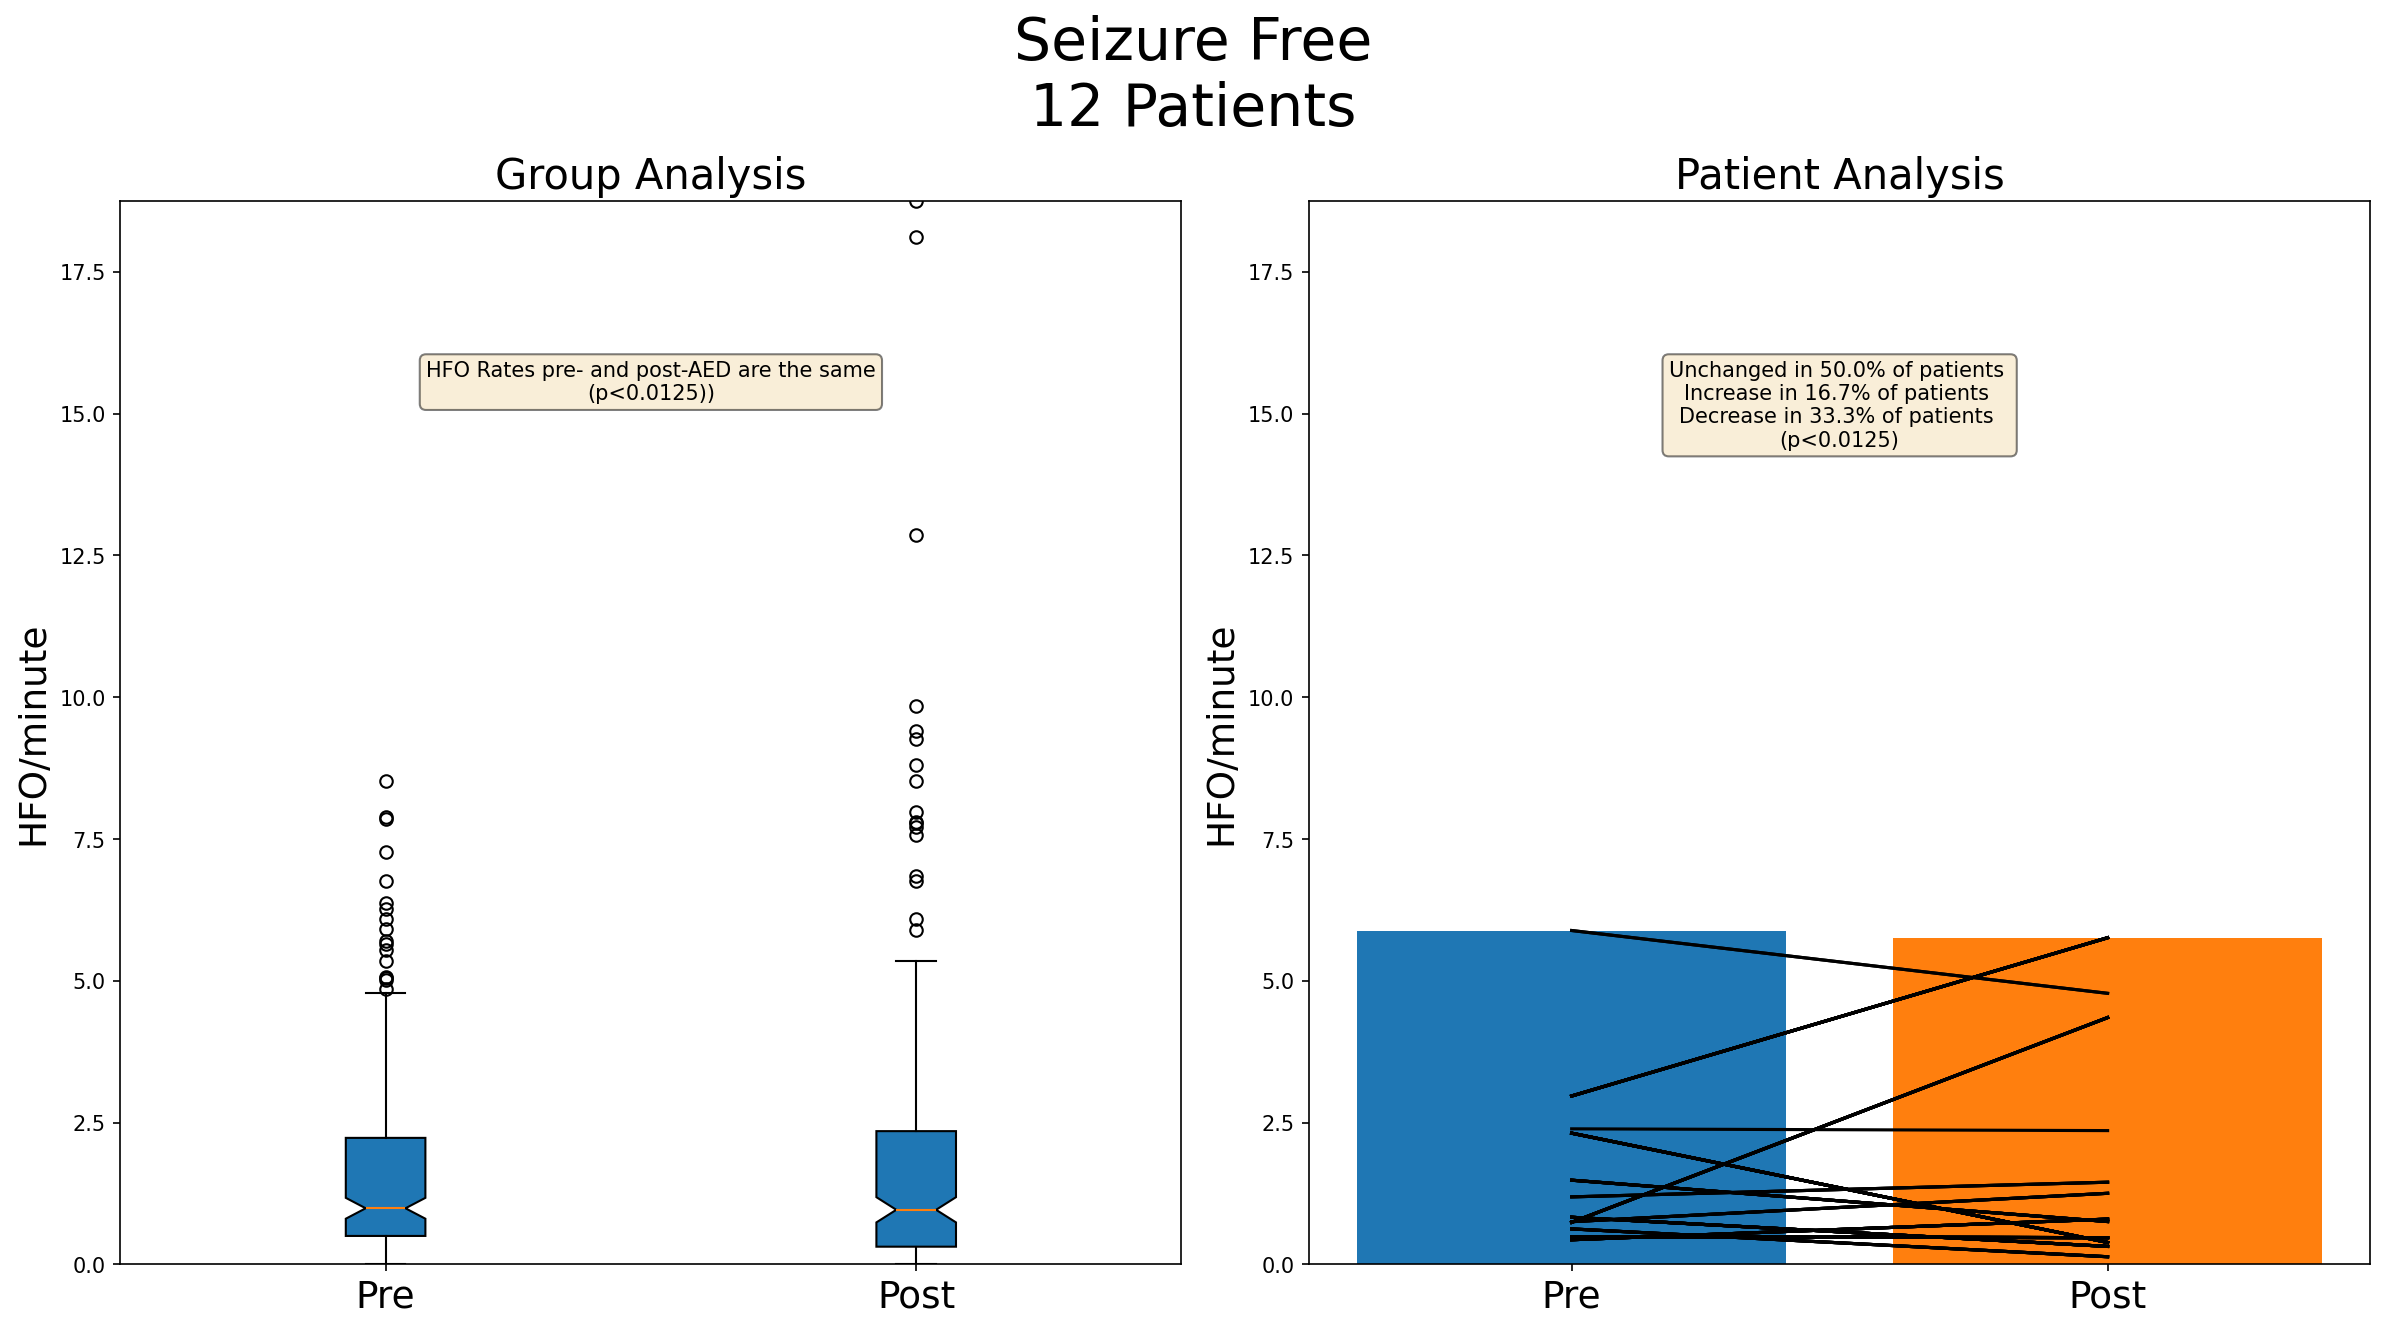 Seizure Free
12 Patients
Group Analysis
HFO/minute
17.5
15.0
12.5
10.0
7.5
5.0
2.5
0.0
HFO Rates pre- and post-AED are the same
(p<0.0125))
Pre
Post
Patient Analysis
HFO/minute
17.5
15.0
12.5
10.0
7.5
5.0
2.5
0.0
Unchanged in 50.0% of patients
Increase in 16.7% of patients
Decrease in 33.3% of patients
(p<0.0125)
Pre
Post